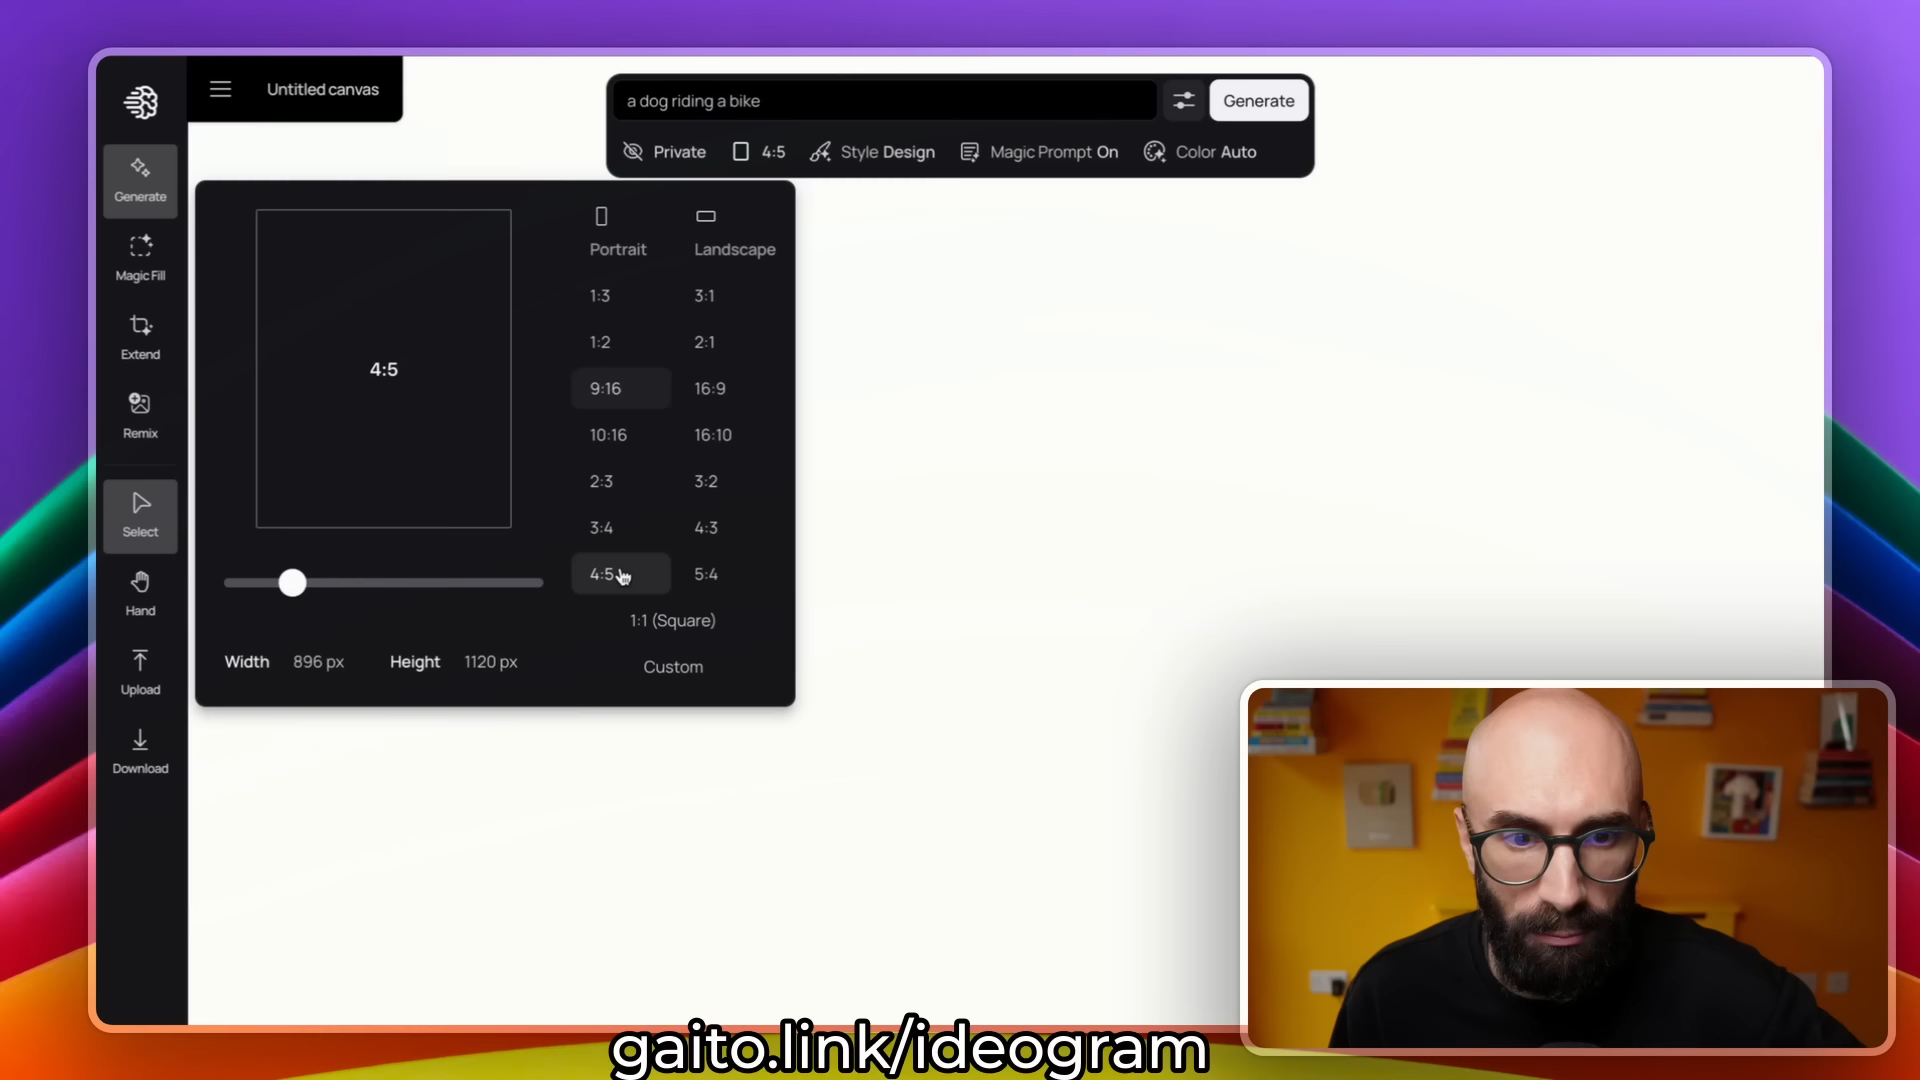 Untitled canvas
a dog riding a bike
Generate
Private
4:5
Style Design
Magic Prompt On
Color Auto
Generate
Magic Fill
Extend
Remix
Select
Hand
Upload
Download
4:5
Width 896 px Height 1120 px
Portrait Landscape
1:3 3:1
1:2 2:1
9:16 16:9
10:16 16:10
2:3 3:2
3:4 4:3
4:5 5:4
1:1 (Square)
Custom
gaito.link/ideogram